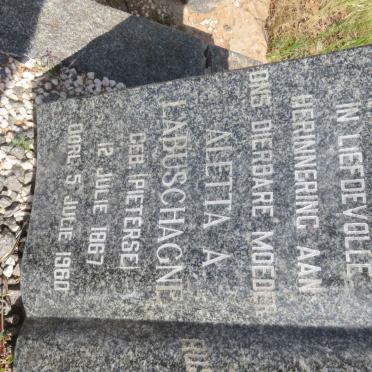 IN LIEFDEVOLLE
HERINNERING AAN
ONS DIERBARE MOEDER
ALETTA A
LABUSCHAGNE
GEB PIETERSE
12 JULIE 1867
OORL 5 JULIE 1960